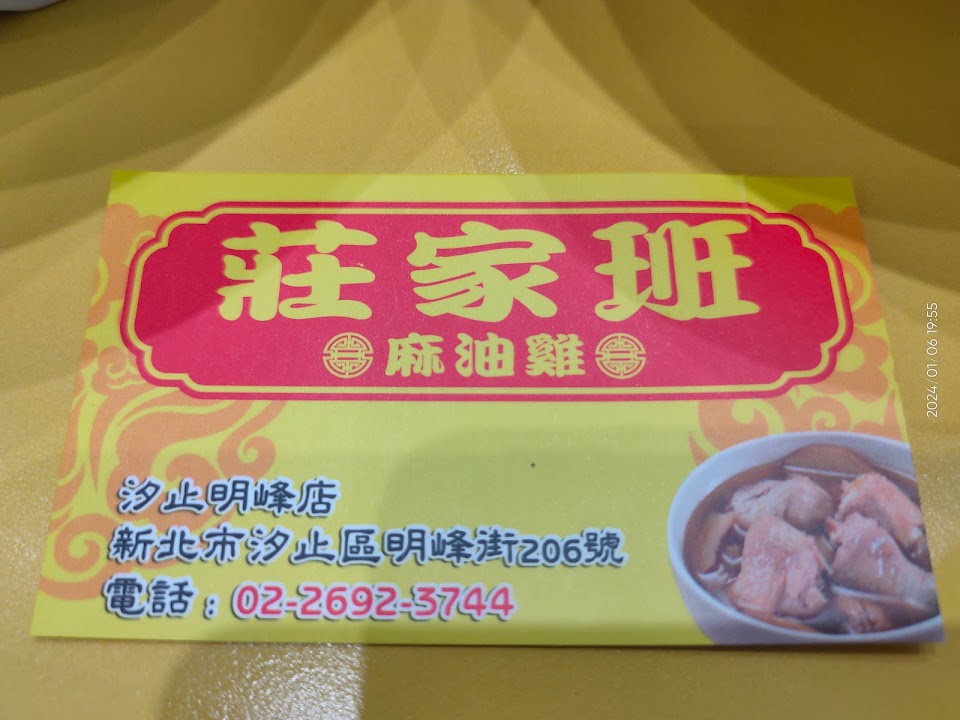 莊家班
麻油雞
汐止明峰店
新北市汐止區明峰街206號
電話：02-2692-3744
2024/01/06 19:55